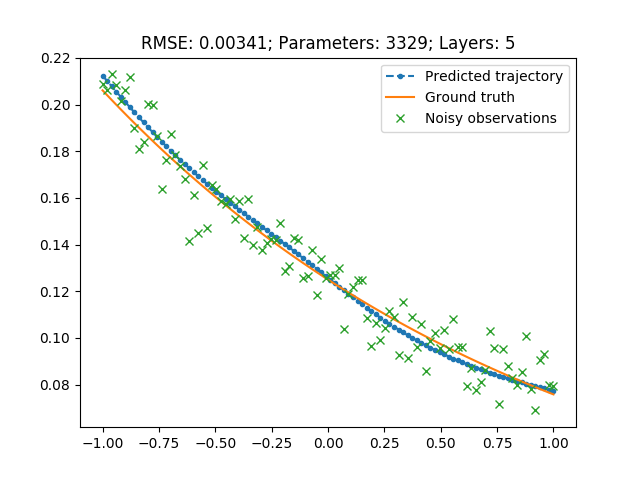 RMSE: 0.00341; Parameters: 3329; Layers: 5
Predicted trajectory
Ground truth
Noisy observations
0.22
0.20
0.18
0.16
0.14
0.12
0.10
0.08
−1.00 −0.75 −0.50 −0.25 0.00 0.25 0.50 0.75 1.00